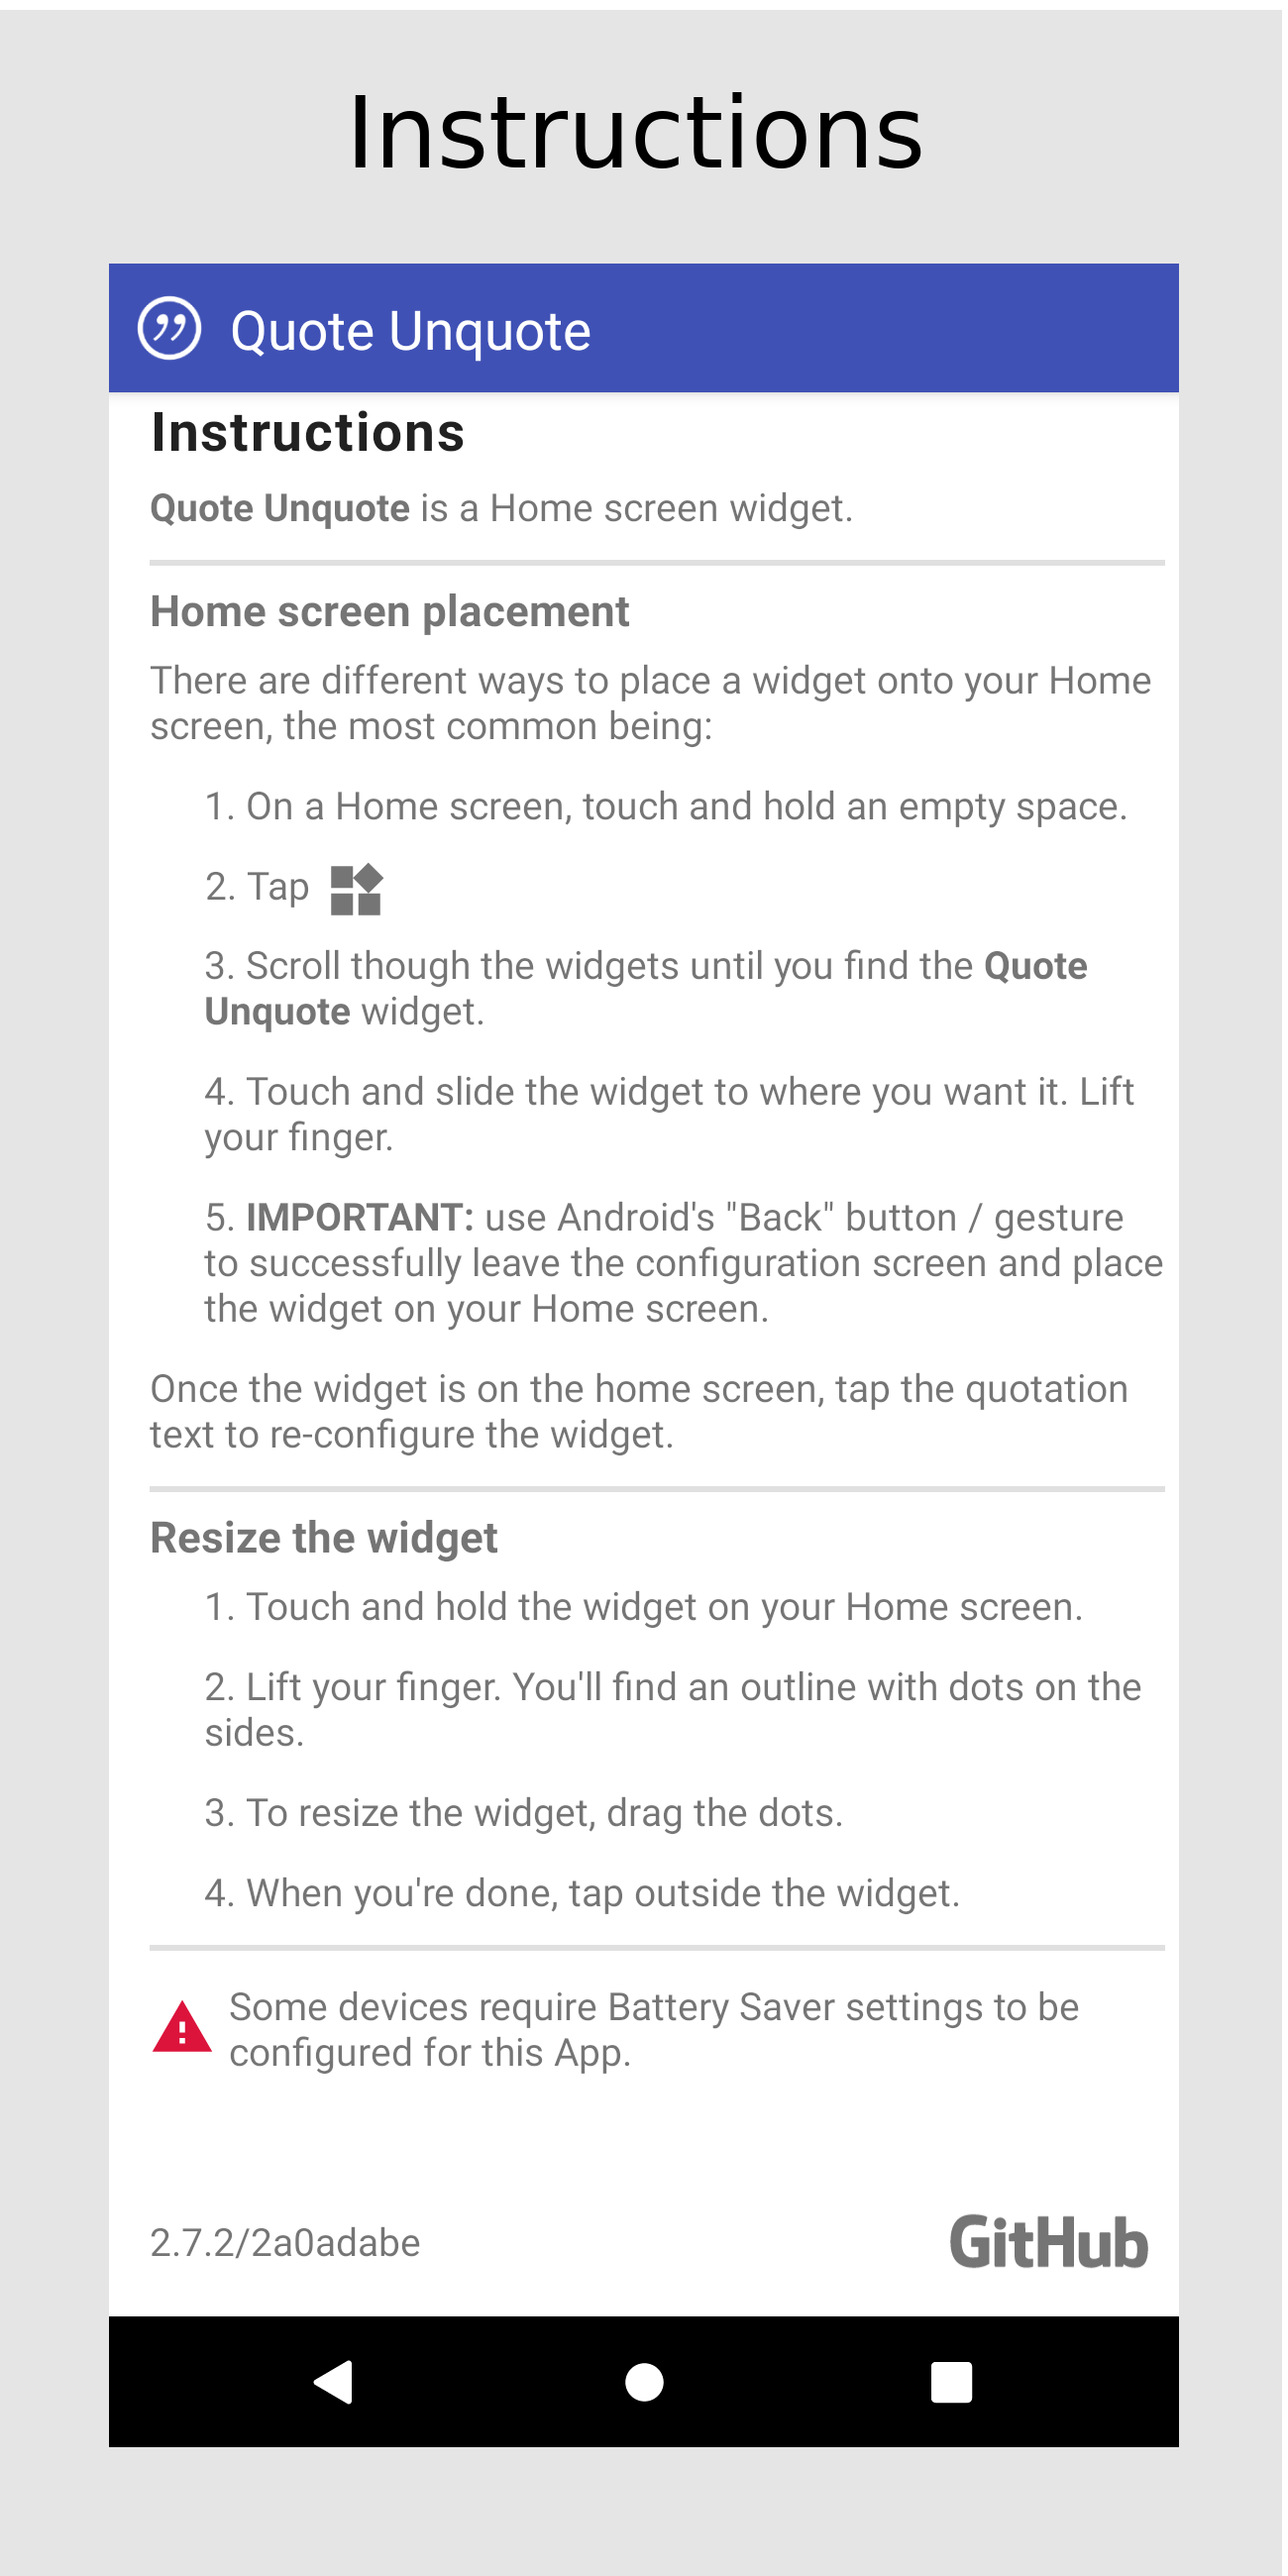 Instructions
Quote Unquote
Instructions
Quote Unquote is a Home screen widget.
Home screen placement
There are different ways to place a widget onto your Home
screen, the most common being:
1. On a Home screen, touch and hold an empty space.
2. Tap
3. Scroll though the widgets until you find the Quote
Unquote widget.
4. Touch and slide the widget to where you want it. Lift
your finger.
5. IMPORTANT: use Android's "Back" button / gesture
to successfully leave the configuration screen and place
the widget on your Home screen.
Once the widget is on the home screen, tap the quotation
text to re-configure the widget.
Resize the widget
1. Touch and hold the widget on your Home screen.
2. Lift your finger. You'll find an outline with dots on the
sides.
3. To resize the widget, drag the dots.
4. When you're done, tap outside the widget.
Some devices require Battery Saver settings to be
configured for this App.
2.7.2/2a0adabe
GitHub